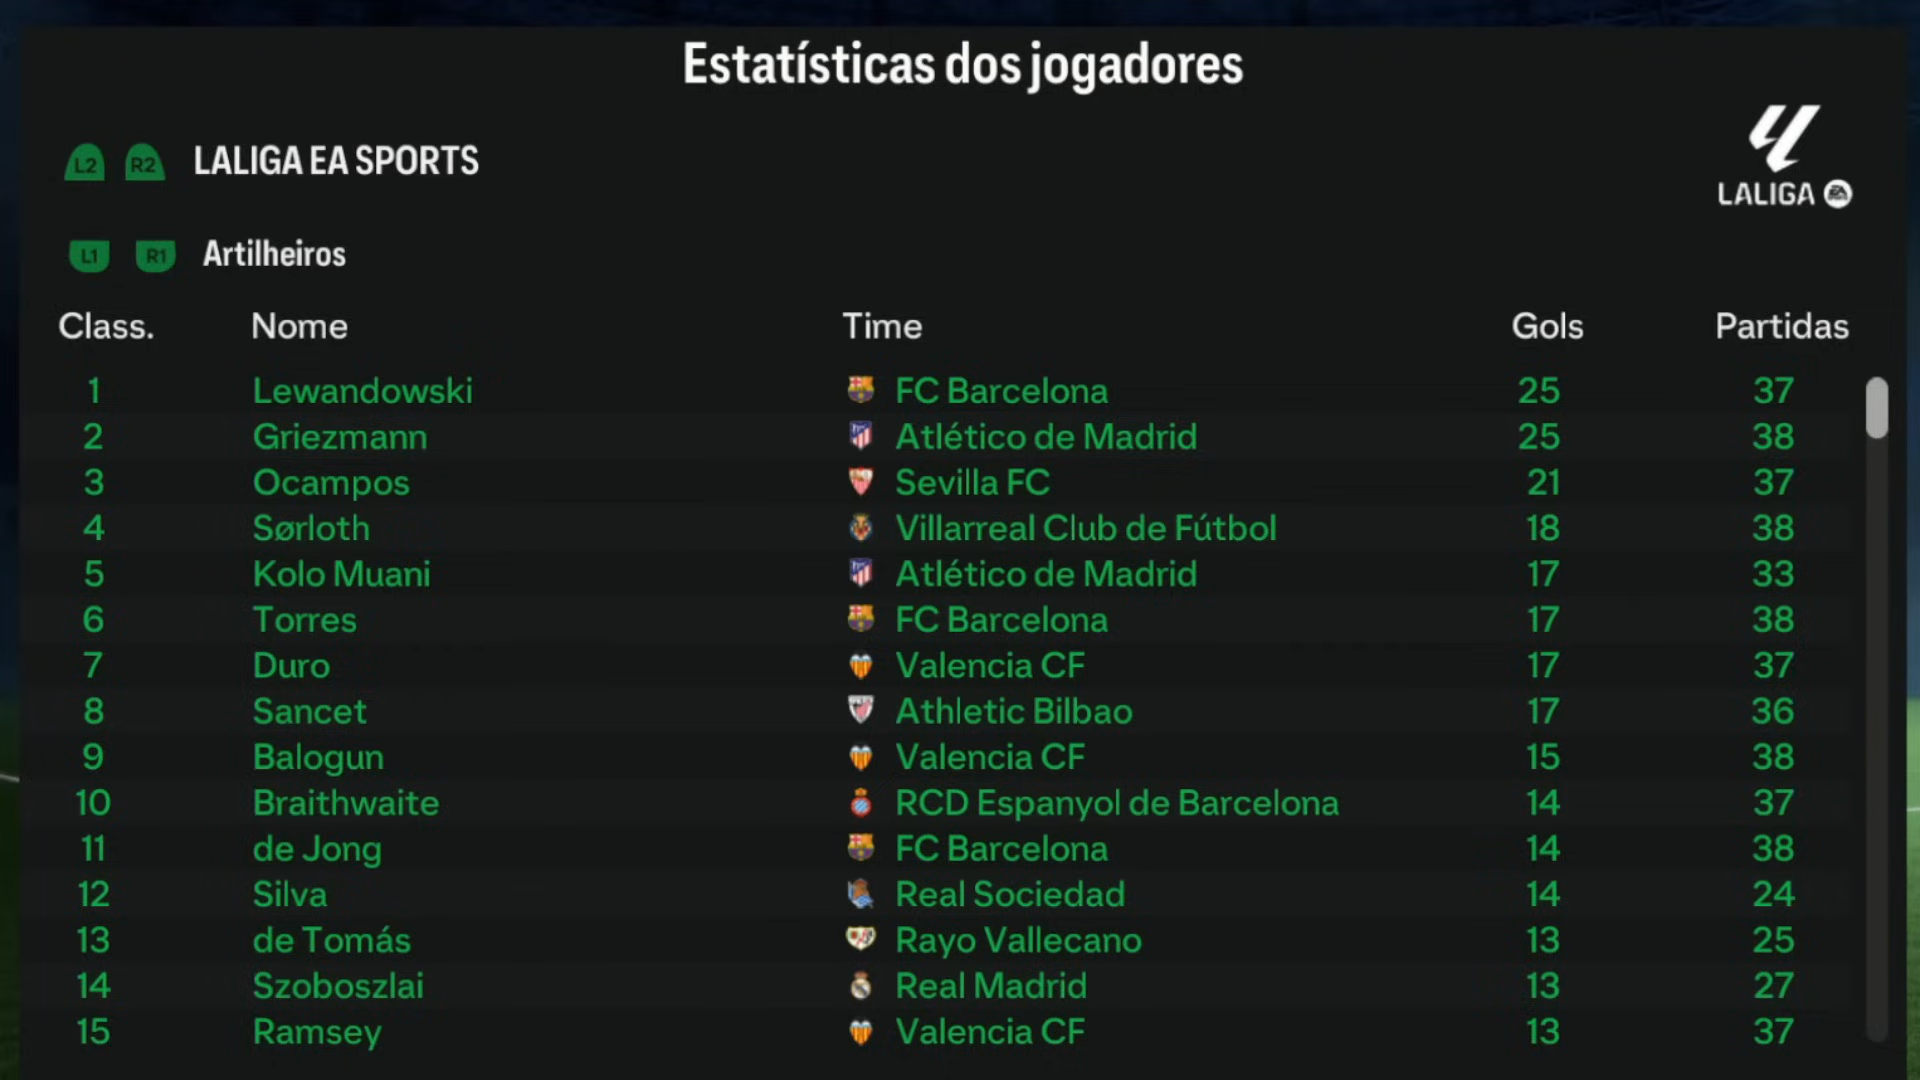 Estatísticas dos jogadores
L2 R2 LALIGA EA SPORTS
LALIGA EA
L1 R1 Artilheiros
Class. Nome Time Gols Partidas
1 Lewandowski FC Barcelona 25 37
2 Griezmann Atlético de Madrid 25 38
3 Ocampos Sevilla FC 21 37
4 Sørloth Villarreal Club de Fútbol 18 38
5 Kolo Muani Atlético de Madrid 17 33
6 Torres FC Barcelona 17 38
7 Duro Valencia CF 17 37
8 Sancet Athletic Bilbao 17 36
9 Balogun Valencia CF 15 38
10 Braithwaite RCD Espanyol de Barcelona 14 37
11 de Jong FC Barcelona 14 38
12 Silva Real Sociedad 14 24
13 de Tomás Rayo Vallecano 13 25
14 Szoboszlai Real Madrid 13 27
15 Ramsey Valencia CF 13 37